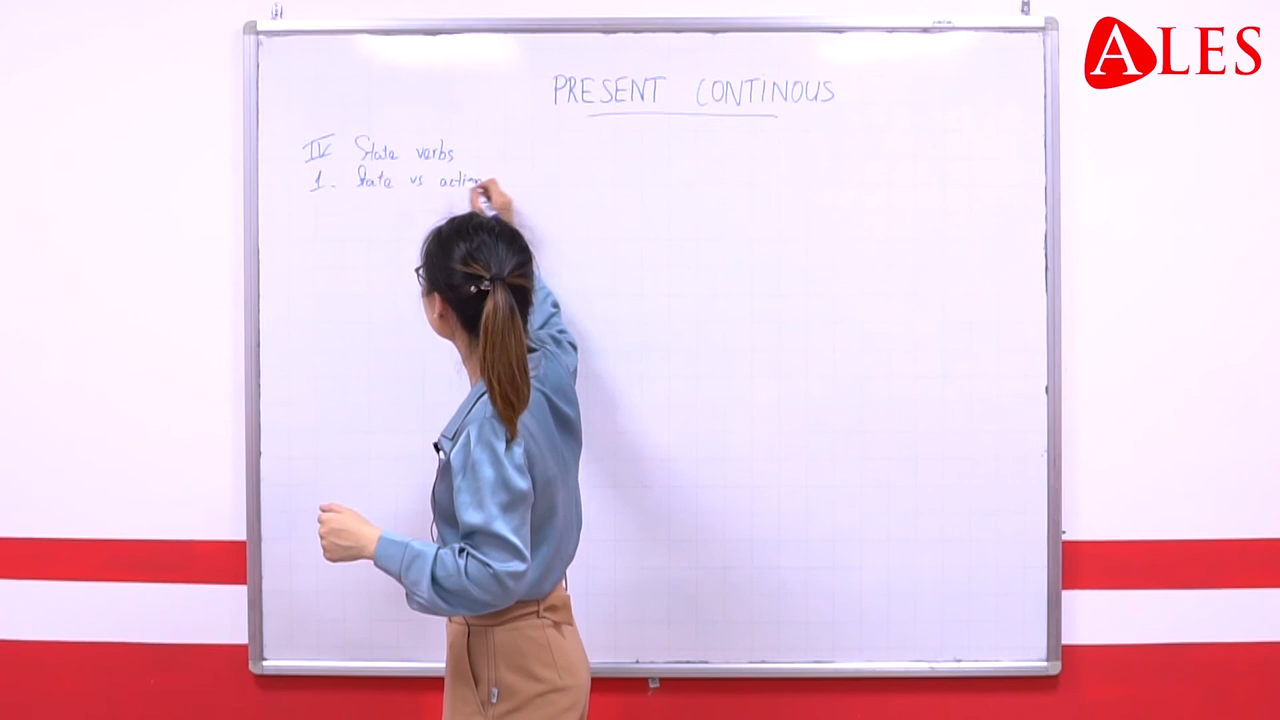 ALES
PRESENT CONTINOUS
IV State verbs
1. State vs action